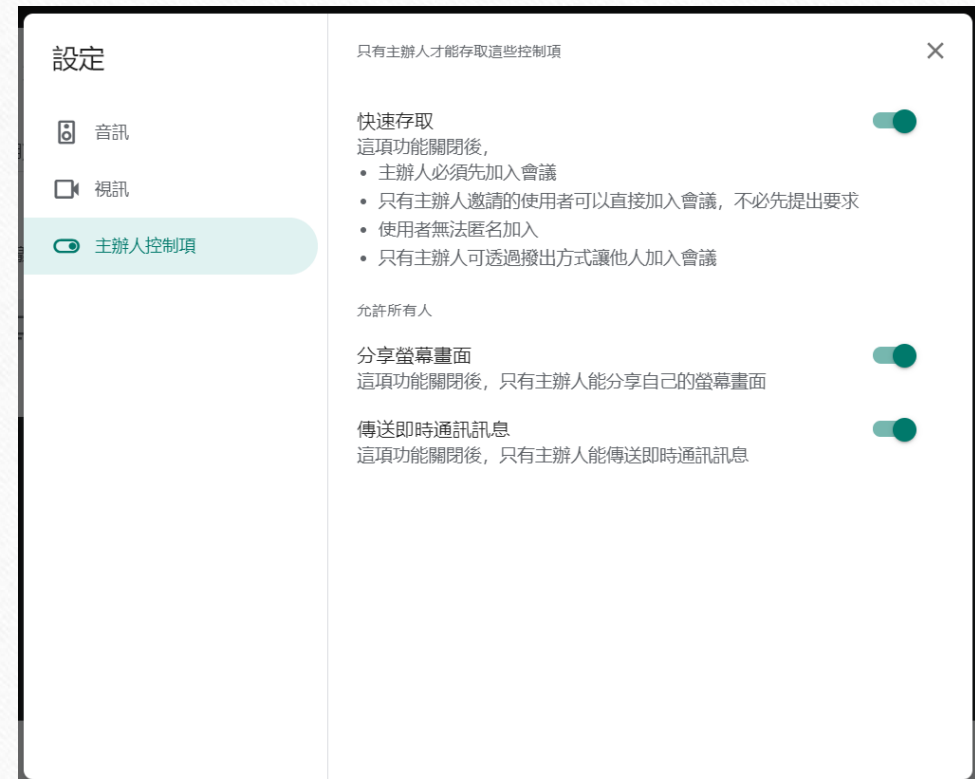 設定
音訊
視訊
主辦人控制項
只有主辦人才能存取這些控制項
快速存取
這項功能關閉後，
• 主辦人必須先加入會議
• 只有主辦人邀請的使用者可以直接加入會議，不必先提出要求
• 使用者無法匿名加入
• 只有主辦人可透過撥出方式讓他人加入會議
允許所有人
分享螢幕畫面
這項功能關閉後，只有主辦人能分享自己的螢幕畫面
傳送即時通訊訊息
這項功能關閉後，只有主辦人能傳送即時通訊訊息